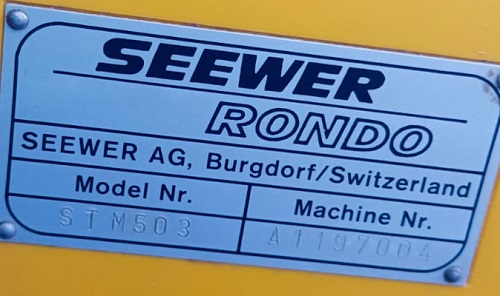 SEEWER
RONDO
SEEWER AG, Burgdorf/Switzerland
Model Nr. Machine Nr.
STM503 A1197004